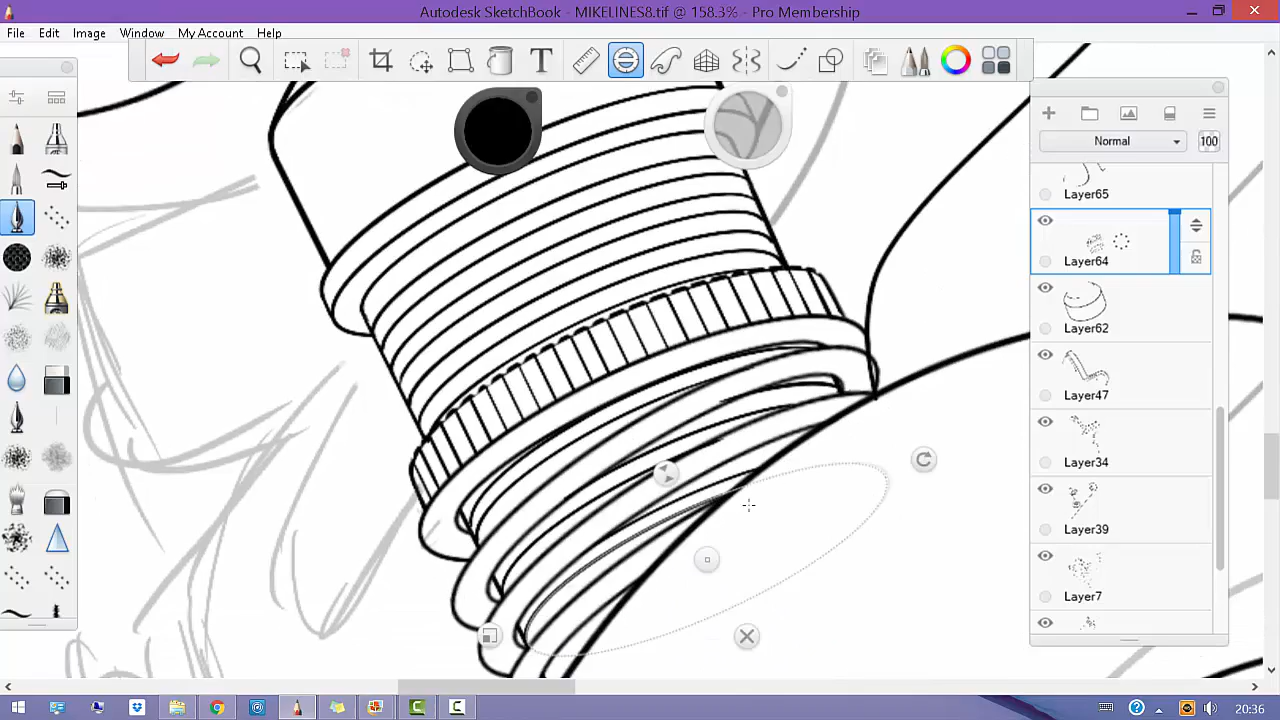 Autodesk SketchBook - MIKELINES8.tif @ 158.3% - Pro Membership
File Edit Image Window My Account Help
T
Normal 100
Layer65
Layer64
Layer62
Layer47
Layer34
Layer39
Layer7
20:36